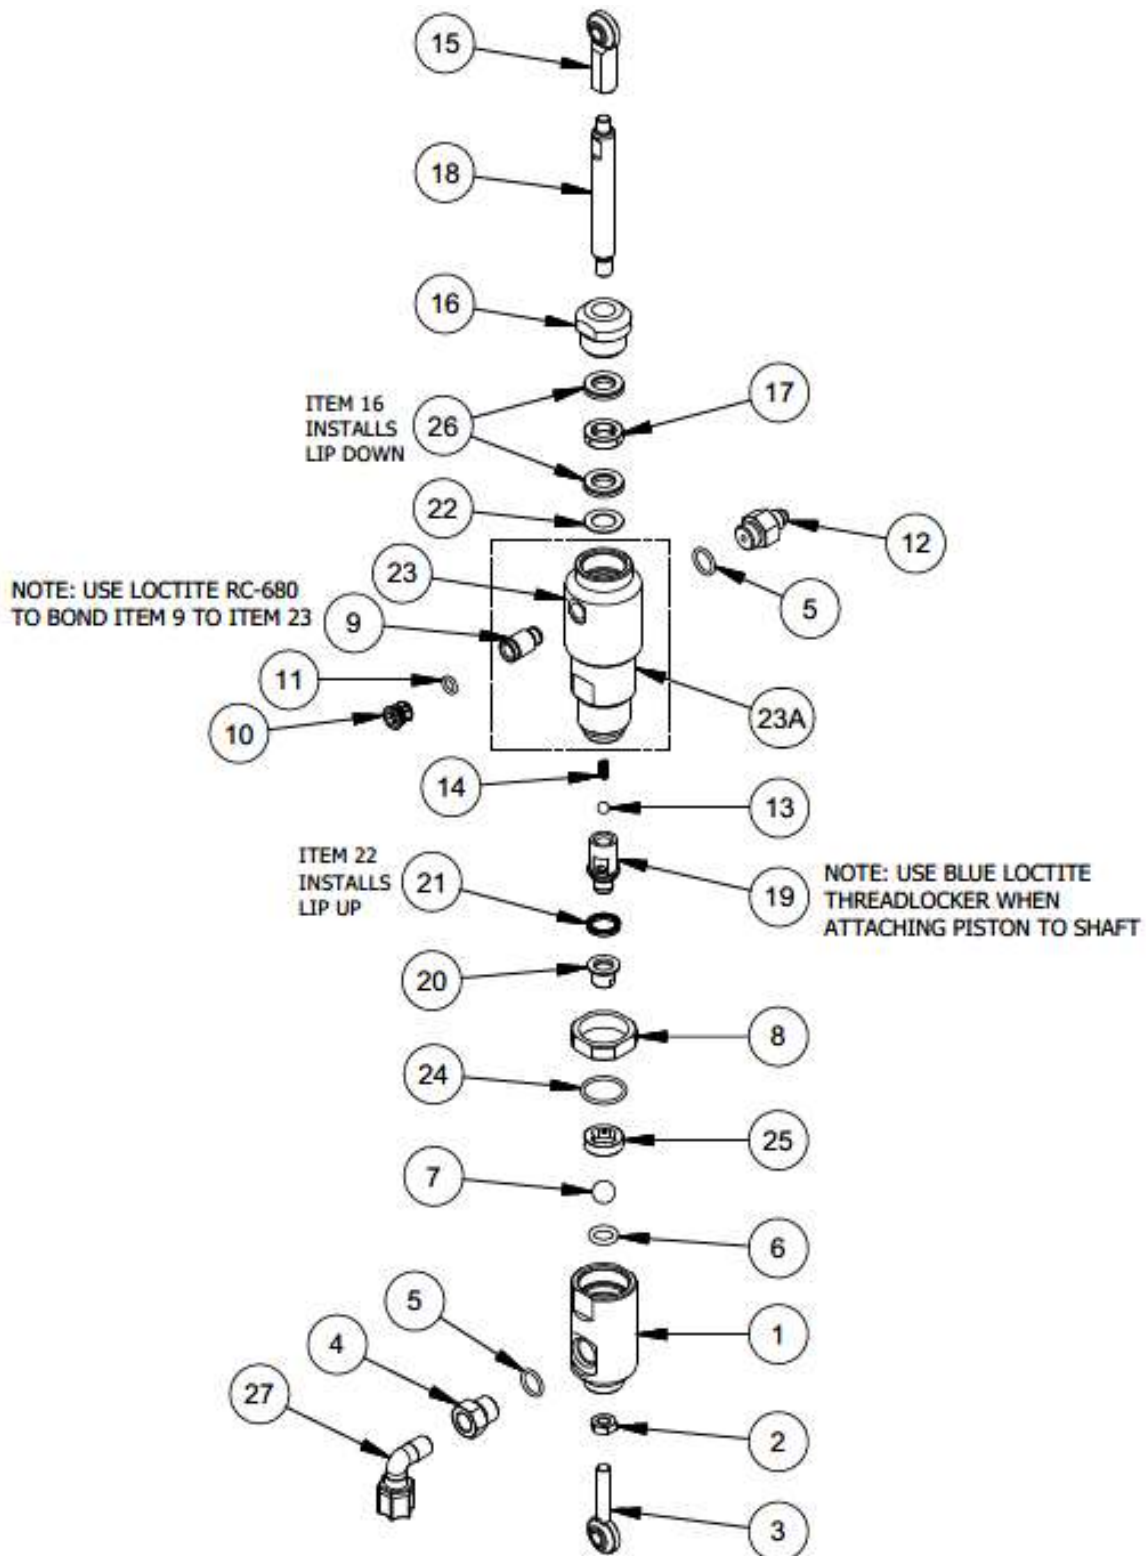 15
18
16
ITEM 16
INSTALLS
LIP DOWN
26
17
22
12
5
NOTE: USE LOCTITE RC-680
TO BOND ITEM 9 TO ITEM 23
23
9
11
10
23A
14
13
ITEM 22
INSTALLS
LIP UP
21
19
NOTE: USE BLUE LOCTITE
THREADLOCKER WHEN
ATTACHING PISTON TO SHAFT
20
8
24
25
7
6
5
1
4
27
2
3